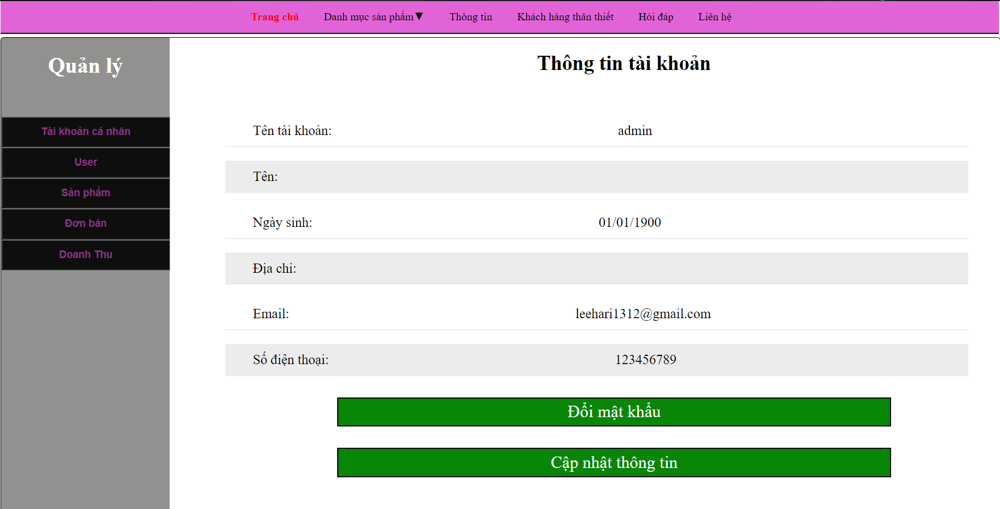 Trang chủ Danh mục sản phẩm▼ Thông tin Khách hàng thân thiết Hỏi đáp Liên hệ
Quản lý
Tài khoản cá nhân
User
Sản phẩm
Đơn bán
Doanh Thu
Thông tin tài khoản
Tên tài khoản: admin
Tên:
Ngày sinh: 01/01/1900
Địa chỉ:
Email: leehari1312@gmail.com
Số điện thoại: 123456789
Đổi mật khẩu
Cập nhật thông tin